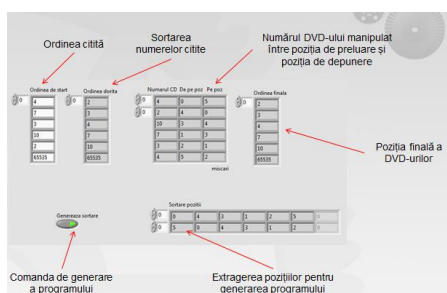 Ordinea citită
Sortarea
numerelor citite
Numărul DVD-ului manipulat
între poziția de preluare și
poziția de depunere
Ordinea de start
Ordinea dorita
Numarul CD De pe poz Pe poz
Ordinea finala
0 4
7
3
10
2
65535
0 2
3
4
7
10
65535
0 4 0 5
0 2 4 0
10 3 4
7 1 3
3 2 1
4 5 2
miscari
0 2
3
4
7
10
65535
Poziția finală a
DVD-urilor
Genereaza sortare
Sortare pozitii
0 0 4 3 1 2 5 0
0 5 0 4 3 1 2 0
Comanda de generare
a programului
Extragerea pozițiilor pentru
generarea programului